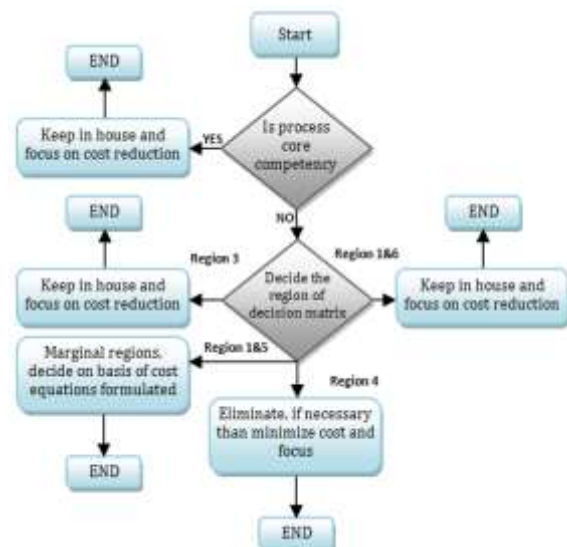 Start
END
Is process
core
competency
YES
Keep in house and
focus on cost reduction
NO
END
Region 3
Region 1&6
END
Keep in house and
focus on cost reduction
Decide the
region of
decision matrix
Keep in house and
focus on cost reduction
Marginal regions,
decide on basis of cost
equations formulated
Region 1&5
Region 4
Eliminate, if necessary
than minimize cost and
focus
END
END